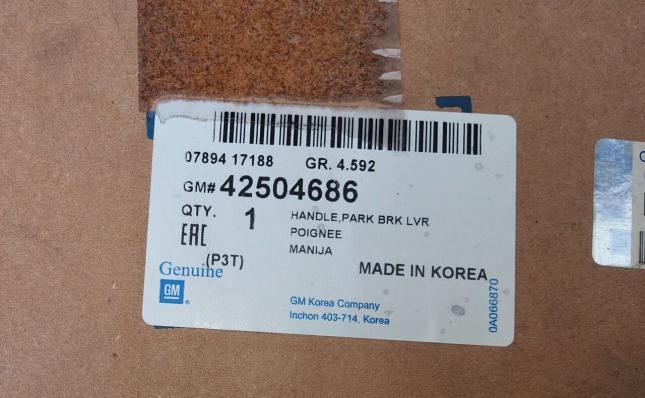 07894 17188 GR. 4.592
GM# 42504686
QTY. 1 HANDLE,PARK BRK LVR
POIGNEE
MANIJA
EAC
(P3T)
Genuine
GM
MADE IN KOREA
GM Korea Company
Inchon 403-714, Korea
0A066870